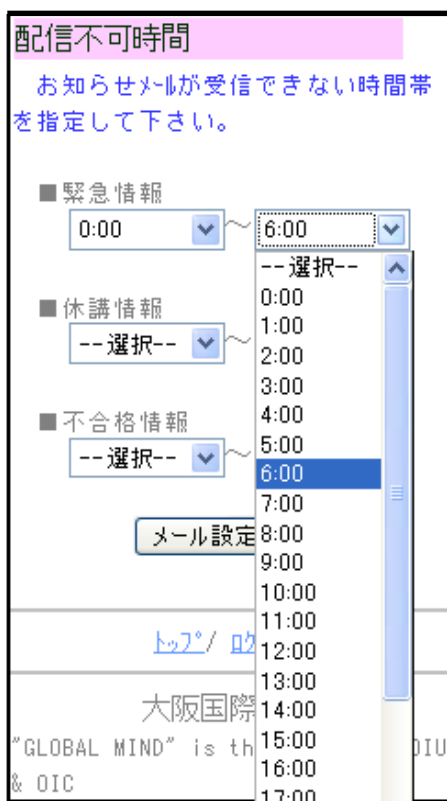 配信不可時間
お知らせﾒｰﾙが受信できない時間帯
を指定して下さい。
■緊急情報
0:00 ～ 6:00
--選択--
0:00
1:00
2:00
3:00
4:00
5:00
6:00
7:00
8:00
9:00
10:00
11:00
12:00
13:00
14:00
15:00
16:00
17:00
■休講情報
--選択-- ～
■不合格情報
--選択-- ～
メール設定
ﾄｯﾌﾟ/ ﾛｸ
大阪国際
"GLOBAL MIND" is th DIU
& OIC